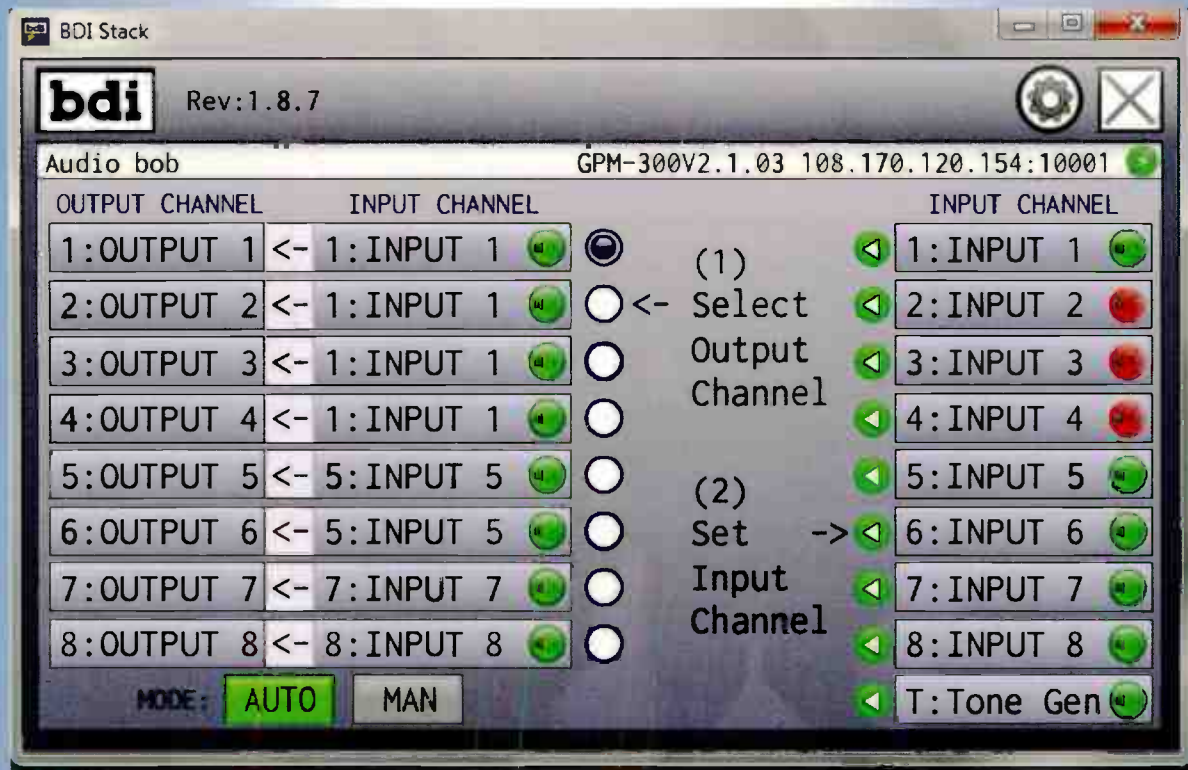 BDI Stack
bdi Rev:1.8.7
Audio bob GPM-300V2.1.03 108.170.120.154:10001
OUTPUT CHANNEL INPUT CHANNEL INPUT CHANNEL
1:OUTPUT 1 <- 1:INPUT 1 (1) 1:INPUT 1
2:OUTPUT 2 <- 1:INPUT 1 <- Select 2:INPUT 2
3:OUTPUT 3 <- 1:INPUT 1 Output 3:INPUT 3
4:OUTPUT 4 <- 1:INPUT 1 Channel 4:INPUT 4
5:OUTPUT 5 <- 5:INPUT 5 (2) 5:INPUT 5
6:OUTPUT 6 <- 5:INPUT 5 Set -> 6:INPUT 6
7:OUTPUT 7 <- 7:INPUT 7 Input 7:INPUT 7
8:OUTPUT 8 <- 8:INPUT 8 Channel 8:INPUT 8
MODE: AUTO MAN T:Tone Gen